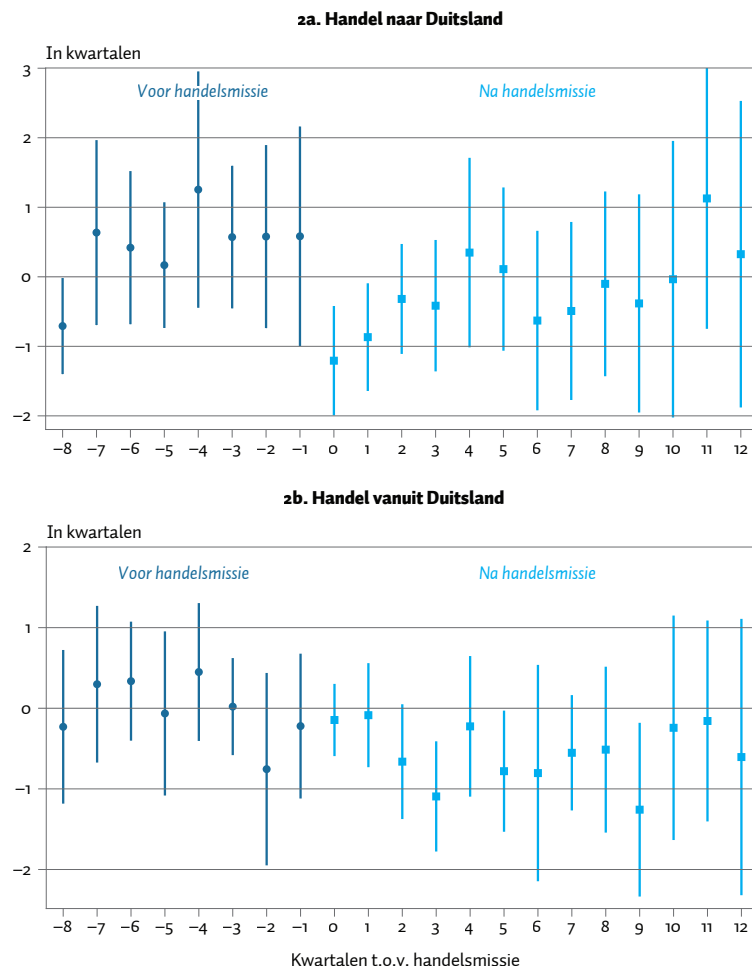 2a. Handel naar Duitsland
In kwartalen
3
Voor handelsmissie Na handelsmissie
2
1
0
−1
−2
−8 −7 −6 −5 −4 −3 −2 −1 0 1 2 3 4 5 6 7 8 9 10 11 12
2b. Handel vanuit Duitsland
In kwartalen
2
Voor handelsmissie Na handelsmissie
1
0
−1
−2
−8 −7 −6 −5 −4 −3 −2 −1 0 1 2 3 4 5 6 7 8 9 10 11 12
Kwartalen t.o.v. handelsmissie